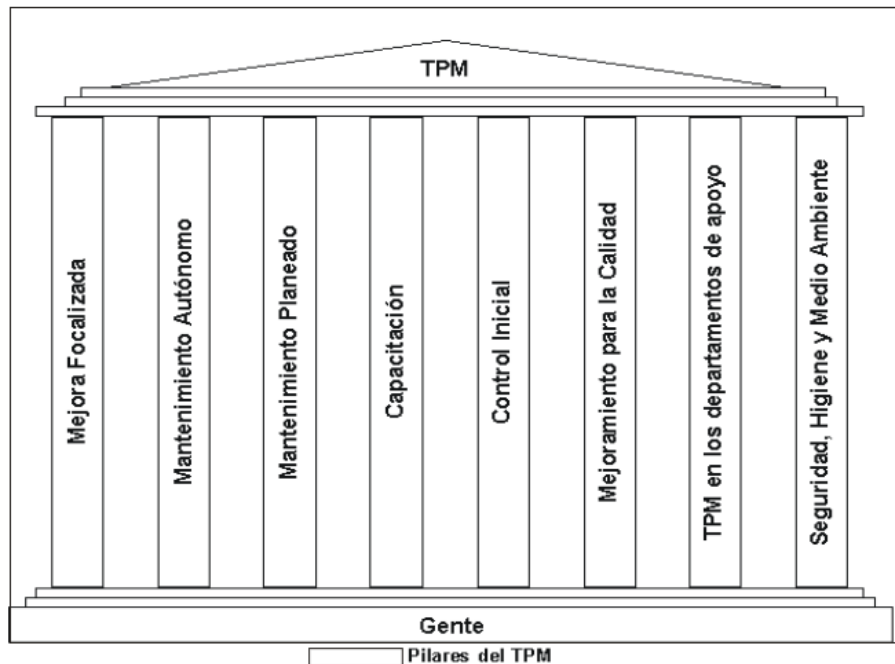 TPM
Mejora Focalizada
Mantenimiento Autónomo
Mantenimiento Planeado
Capacitación
Control Inicial
Mejoramiento para la Calidad
TPM en los departamentos de apoyo
Seguridad, Higiene y Medio Ambiente
Gente
Pilares del TPM